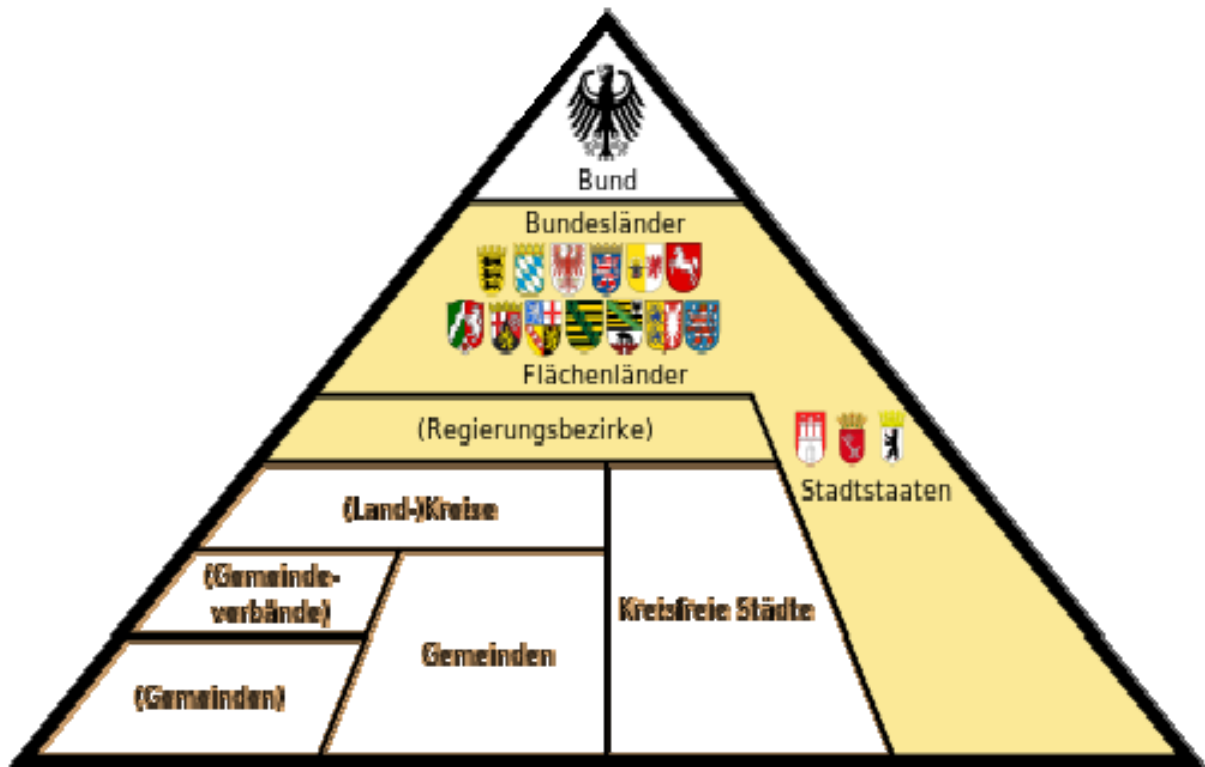 Bund
Bundesländer
Flächenländer
(Regierungsbezirke)
Stadtstaaten
(Land-)Kreise
(Gemeinde-
verbände)
Kreisfreie Städte
Gemeinden
(Gemeinden)